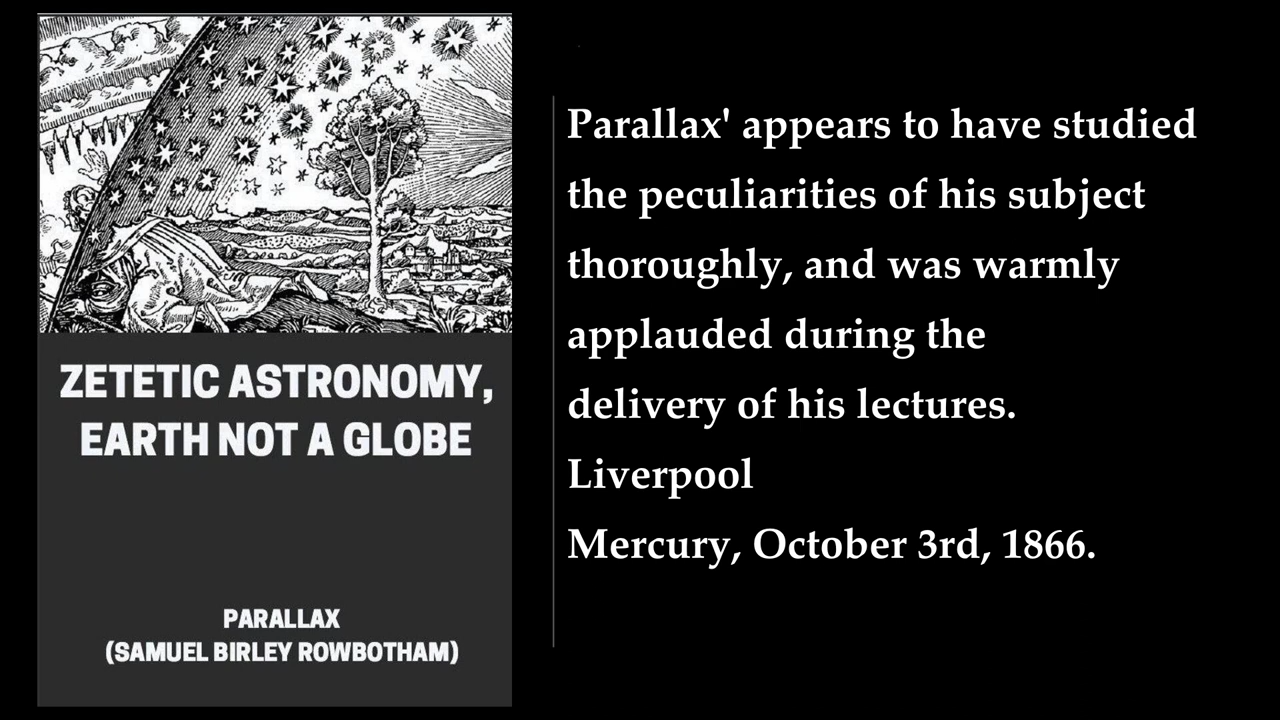 ZETETIC ASTRONOMY,
EARTH NOT A GLOBE
PARALLAX
(SAMUEL BIRLEY ROWBOTHAM)
Parallax' appears to have studied
the peculiarities of his subject
thoroughly, and was warmly
applauded during the
delivery of his lectures.
Liverpool
Mercury, October 3rd, 1866.